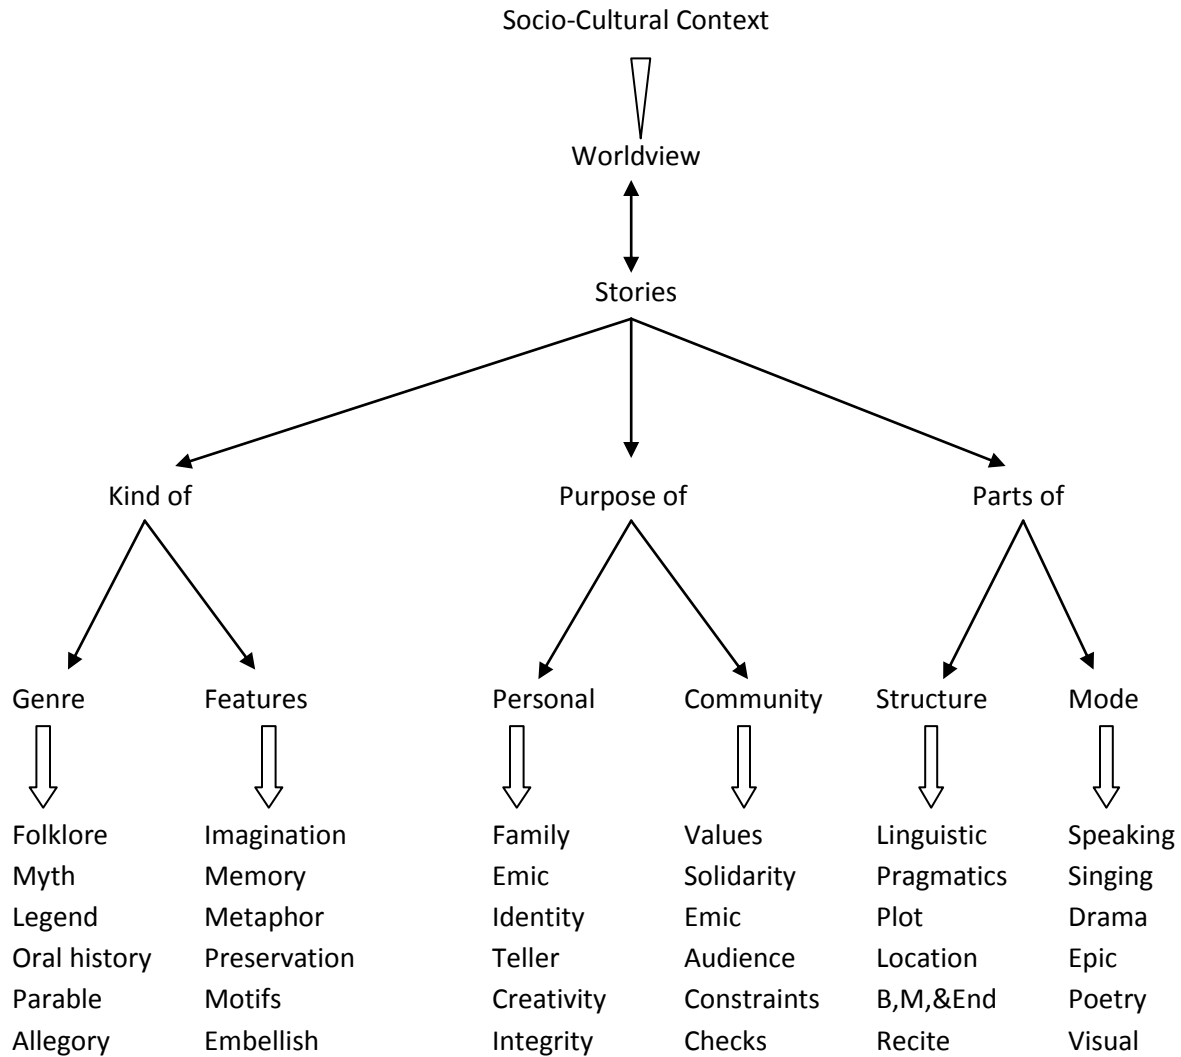 Socio-Cultural Context
Worldview
Stories
Kind of Purpose of Parts of
Genre Features Personal Community Structure Mode
Folklore Imagination Family Values Linguistic Speaking
Myth Memory Emic Solidarity Pragmatics Singing
Legend Metaphor Identity Emic Plot Drama
Oral history Preservation Teller Audience Location Epic
Parable Motifs Creativity Constraints B,M,&End Poetry
Allegory Embellish Integrity Checks Recite Visual